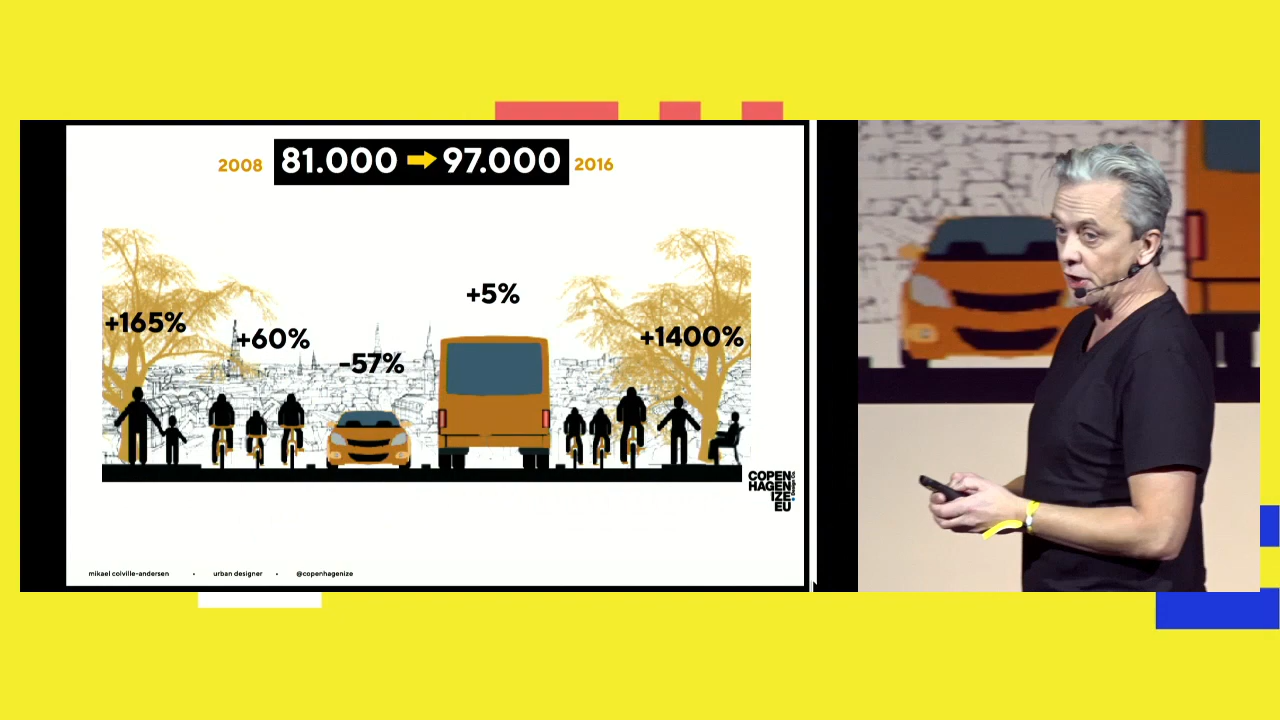 2008 81.000 → 97.000 2016
+165%
+60%
-57%
+5%
+1400%
COPEN
HAGEN
IZE
EU
mikael colville-andersen • urban designer • @copenhagenize